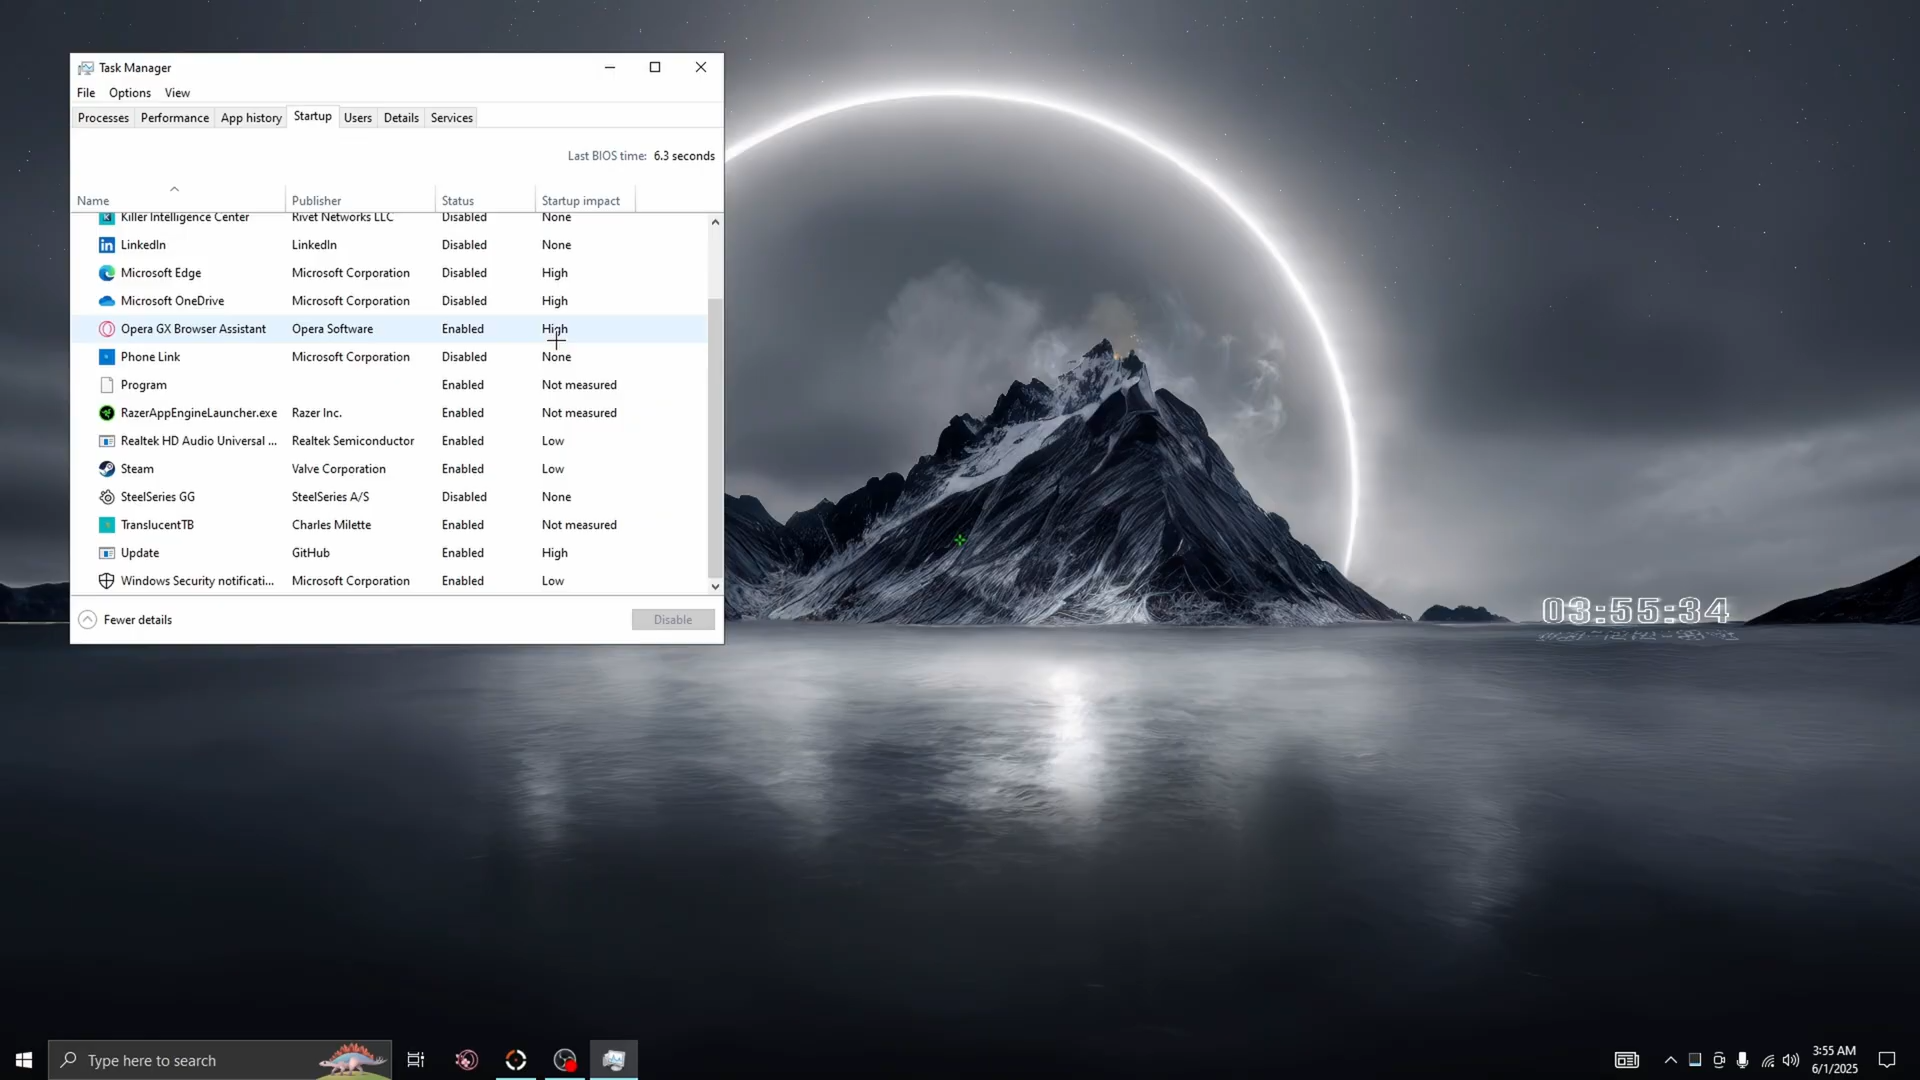 Task Manager
File Options View
Processes Performance App history Startup Users Details Services
Last BIOS time: 6.3 seconds
Name Publisher Status Startup impact
Killer Intelligence Center Rivet Networks LLC Disabled None
LinkedIn LinkedIn Disabled None
Microsoft Edge Microsoft Corporation Disabled High
Microsoft OneDrive Microsoft Corporation Disabled High
Opera GX Browser Assistant Opera Software Enabled High
Phone Link Microsoft Corporation Disabled None
Program Enabled Not measured
RazerAppEngineLauncher.exe Razer Inc. Enabled Not measured
Realtek HD Audio Universal ... Realtek Semiconductor Enabled Low
Steam Valve Corporation Enabled Low
SteelSeries GG SteelSeries A/S Disabled None
TranslucentTB Charles Milette Enabled Not measured
Update GitHub Enabled High
Windows Security notificati... Microsoft Corporation Enabled Low
Fewer details Disable
03:55:34
Type here to search
3:55 AM
6/1/2025